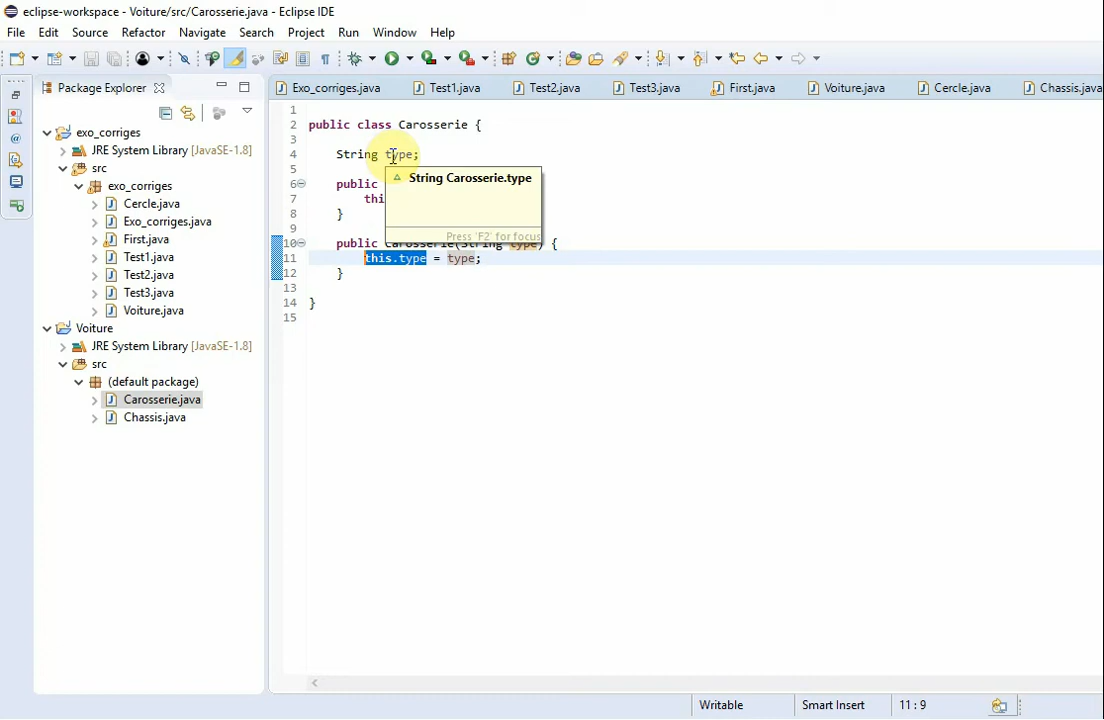 eclipse-workspace - Voiture/src/Carosserie.java - Eclipse IDE
File Edit Source Refactor Navigate Search Project Run Window Help
Package Explorer
Exo_corriges.java Test1.java Test2.java Test3.java First.java Voiture.java Cercle.java Chassis.java
exo_corriges
JRE System Library [JavaSE-1.8]
src
exo_corriges
Cercle.java
Exo_corriges.java
First.java
Test1.java
Test2.java
Test3.java
Voiture.java
Voiture
JRE System Library [JavaSE-1.8]
src
(default package)
Carosserie.java
Chassis.java
1
2 public class Carosserie {
3
4 String type;
5
6 public
7 thi
8 }
9
10 public Carosserie(String type) {
11 this.type = type;
12 }
13
14 }
15
String Carosserie.type
Press 'F2' for focus
Writable Smart Insert 11 : 9